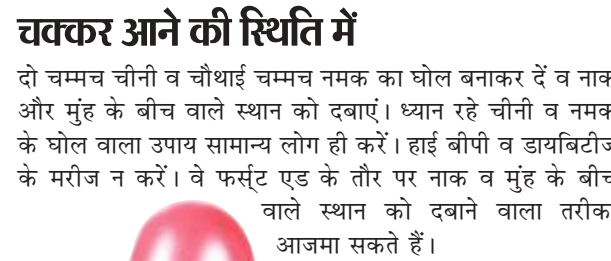 चक्कर आने की स्थिति में
दो चम्मच चीनी व चौथाई चम्मच नमक का घोल बनाकर दें व नाक
और मुंह के बीच वाले स्थान को दबाएं। ध्यान रहे चीनी व नमक
के घोल वाला उपाय सामान्य लोग ही करें। हाई बीपी व डायबिटीज
के मरीज न करें। वे फर्स्ट एड के तौर पर नाक व मुंह के बीच
वाले स्थान को दबाने वाला तरीका
आजमा सकते हैं।